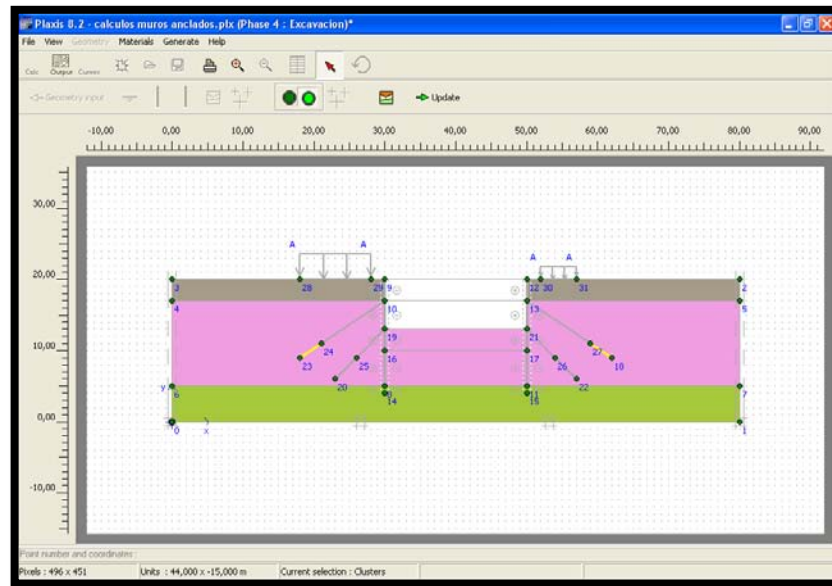 Plaxis 8.2 - calculos muros anclados.plx (Phase 4 : Excavacion)*
File View Geometry Materials Generate Help
Calc Output Curves
Geometry input Update
-10,00 0,00 10,00 20,00 30,00 40,00 50,00 60,00 70,00 80,00 90,00
30,00
A A A A
20,00
3 28 29 9 12 30 31 2
4 10 13 5
10,00
19 21
24 16 25 17 26 27
23 20 22 18
y 6 8 11 7
14 15
0,00
0 x 1
-10,00
Point number and coordinates :
Pixels : 496 x 451 Units : 44,000 x -15,000 m Current selection : Clusters